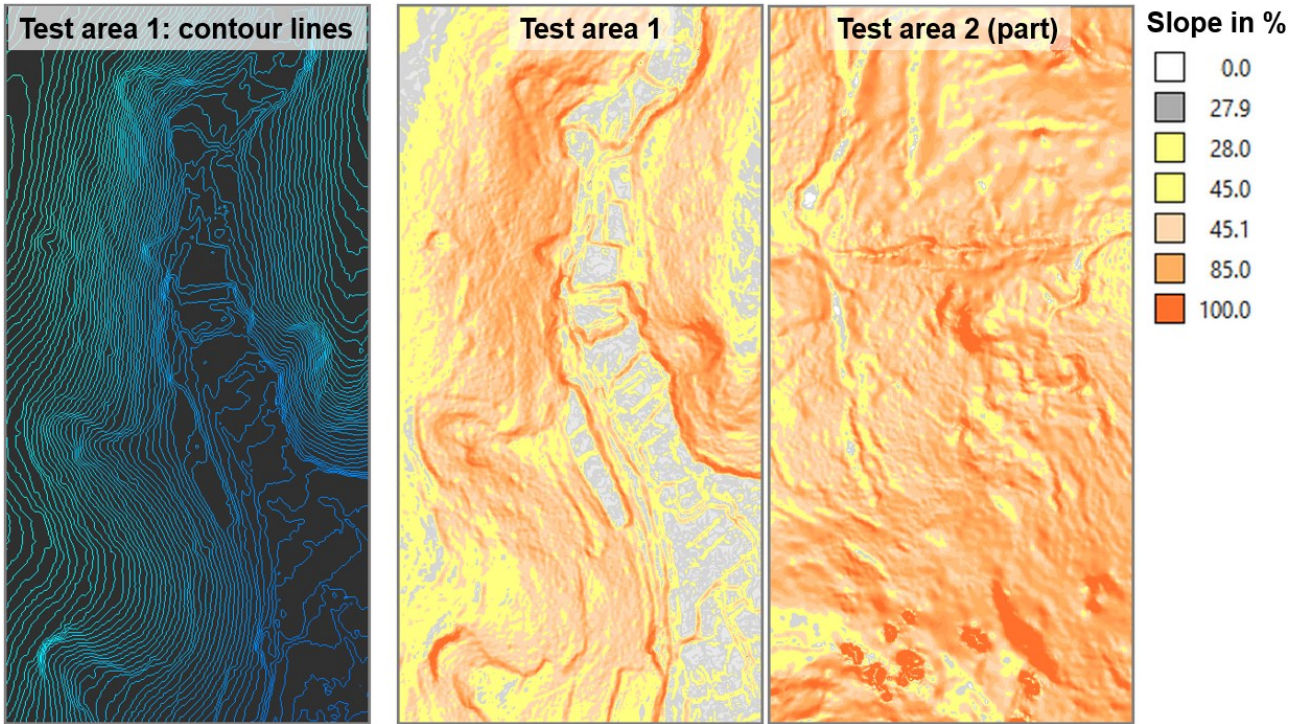 Test area 1: contour lines
Test area 1
Test area 2 (part)
Slope in %
0.0
27.9
28.0
45.0
45.1
85.0
100.0